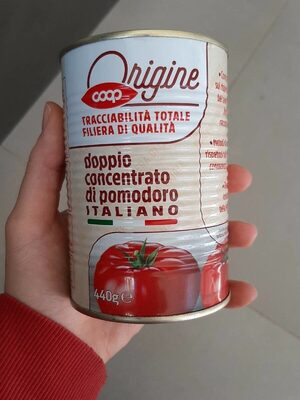 Origine
coop
TRACCIABILITÀ TOTALE
FILIERA DI QUALITÀ
doppio
concentrato
di pomodoro
ITALIANO
440g e